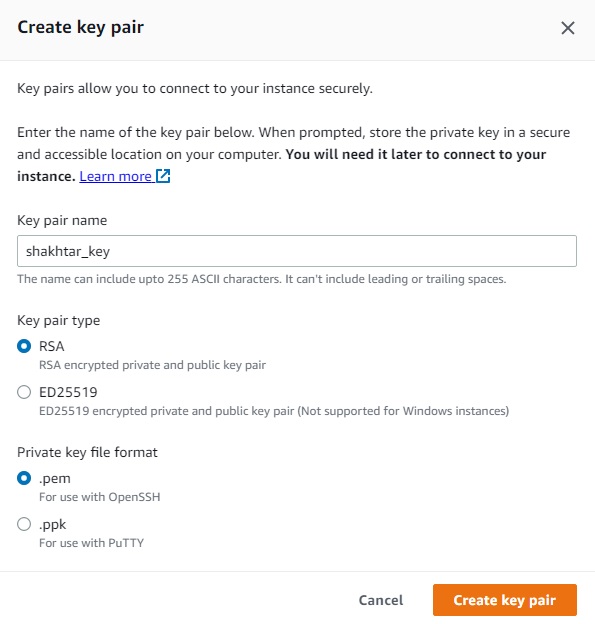 Create key pair
Key pairs allow you to connect to your instance securely.
Enter the name of the key pair below. When prompted, store the private key in a secure
and accessible location on your computer. You will need it later to connect to your
instance. Learn more
Key pair name
shakhtar_key
The name can include upto 255 ASCII characters. It can't include leading or trailing spaces.
Key pair type
RSA
RSA encrypted private and public key pair
ED25519
ED25519 encrypted private and public key pair (Not supported for Windows instances)
Private key file format
.pem
For use with OpenSSH
.ppk
For use with PuTTY
Cancel
Create key pair